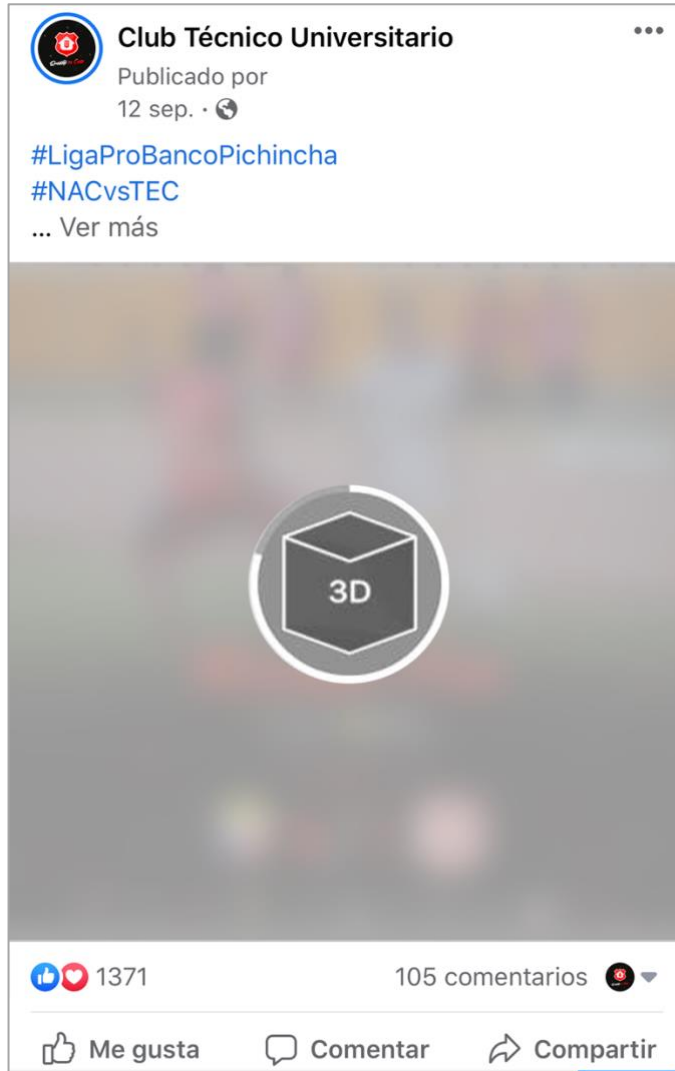 Club Técnico Universitario
Publicado por
12 sep. ·
#LigaProBancoPichincha
#NACvsTEC
... Ver más
3D
1371
105 comentarios
Me gusta
Comentar
Compartir